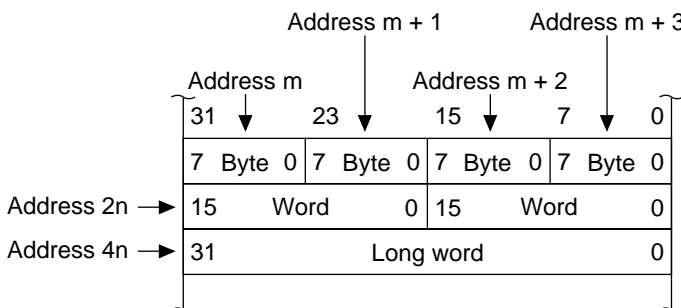 Address m + 1 Address m + 3
Address m Address m + 2
31 23 15 7 0
7 Byte 0 7 Byte 0 7 Byte 0 7 Byte 0
Address 2n 15 Word 0 15 Word 0
Address 4n 31 Long word 0